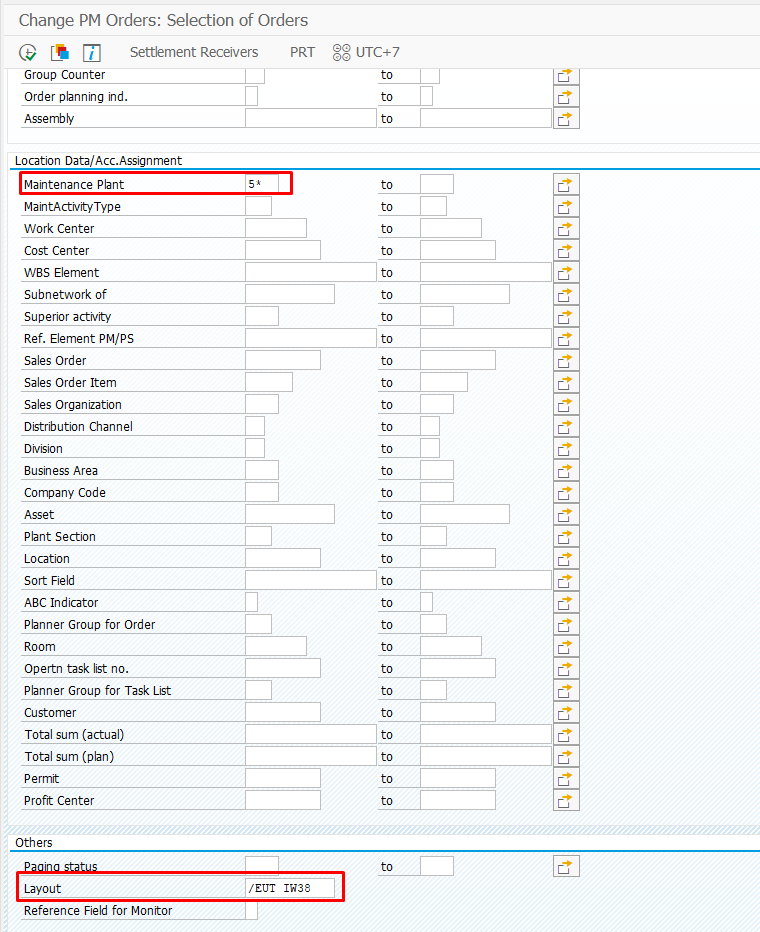 Change PM Orders: Selection of Orders
Settlement Receivers PRT UTC+7
Group Counter to
Order planning ind. to
Assembly to
Location Data/Acc.Assignment
Maintenance Plant 5* to
MaintActivityType to
Work Center to
Cost Center to
WBS Element to
Subnetwork of to
Superior activity to
Ref. Element PM/PS to
Sales Order to
Sales Order Item to
Sales Organization to
Distribution Channel to
Division to
Business Area to
Company Code to
Asset to
Plant Section to
Location to
Sort Field to
ABC Indicator to
Planner Group for Order to
Room to
Opertn task list no. to
Planner Group for Task List to
Customer to
Total sum (actual) to
Total sum (plan) to
Permit to
Profit Center to
Others
Paging status to
Layout /EUT IW38
Reference Field for Monitor